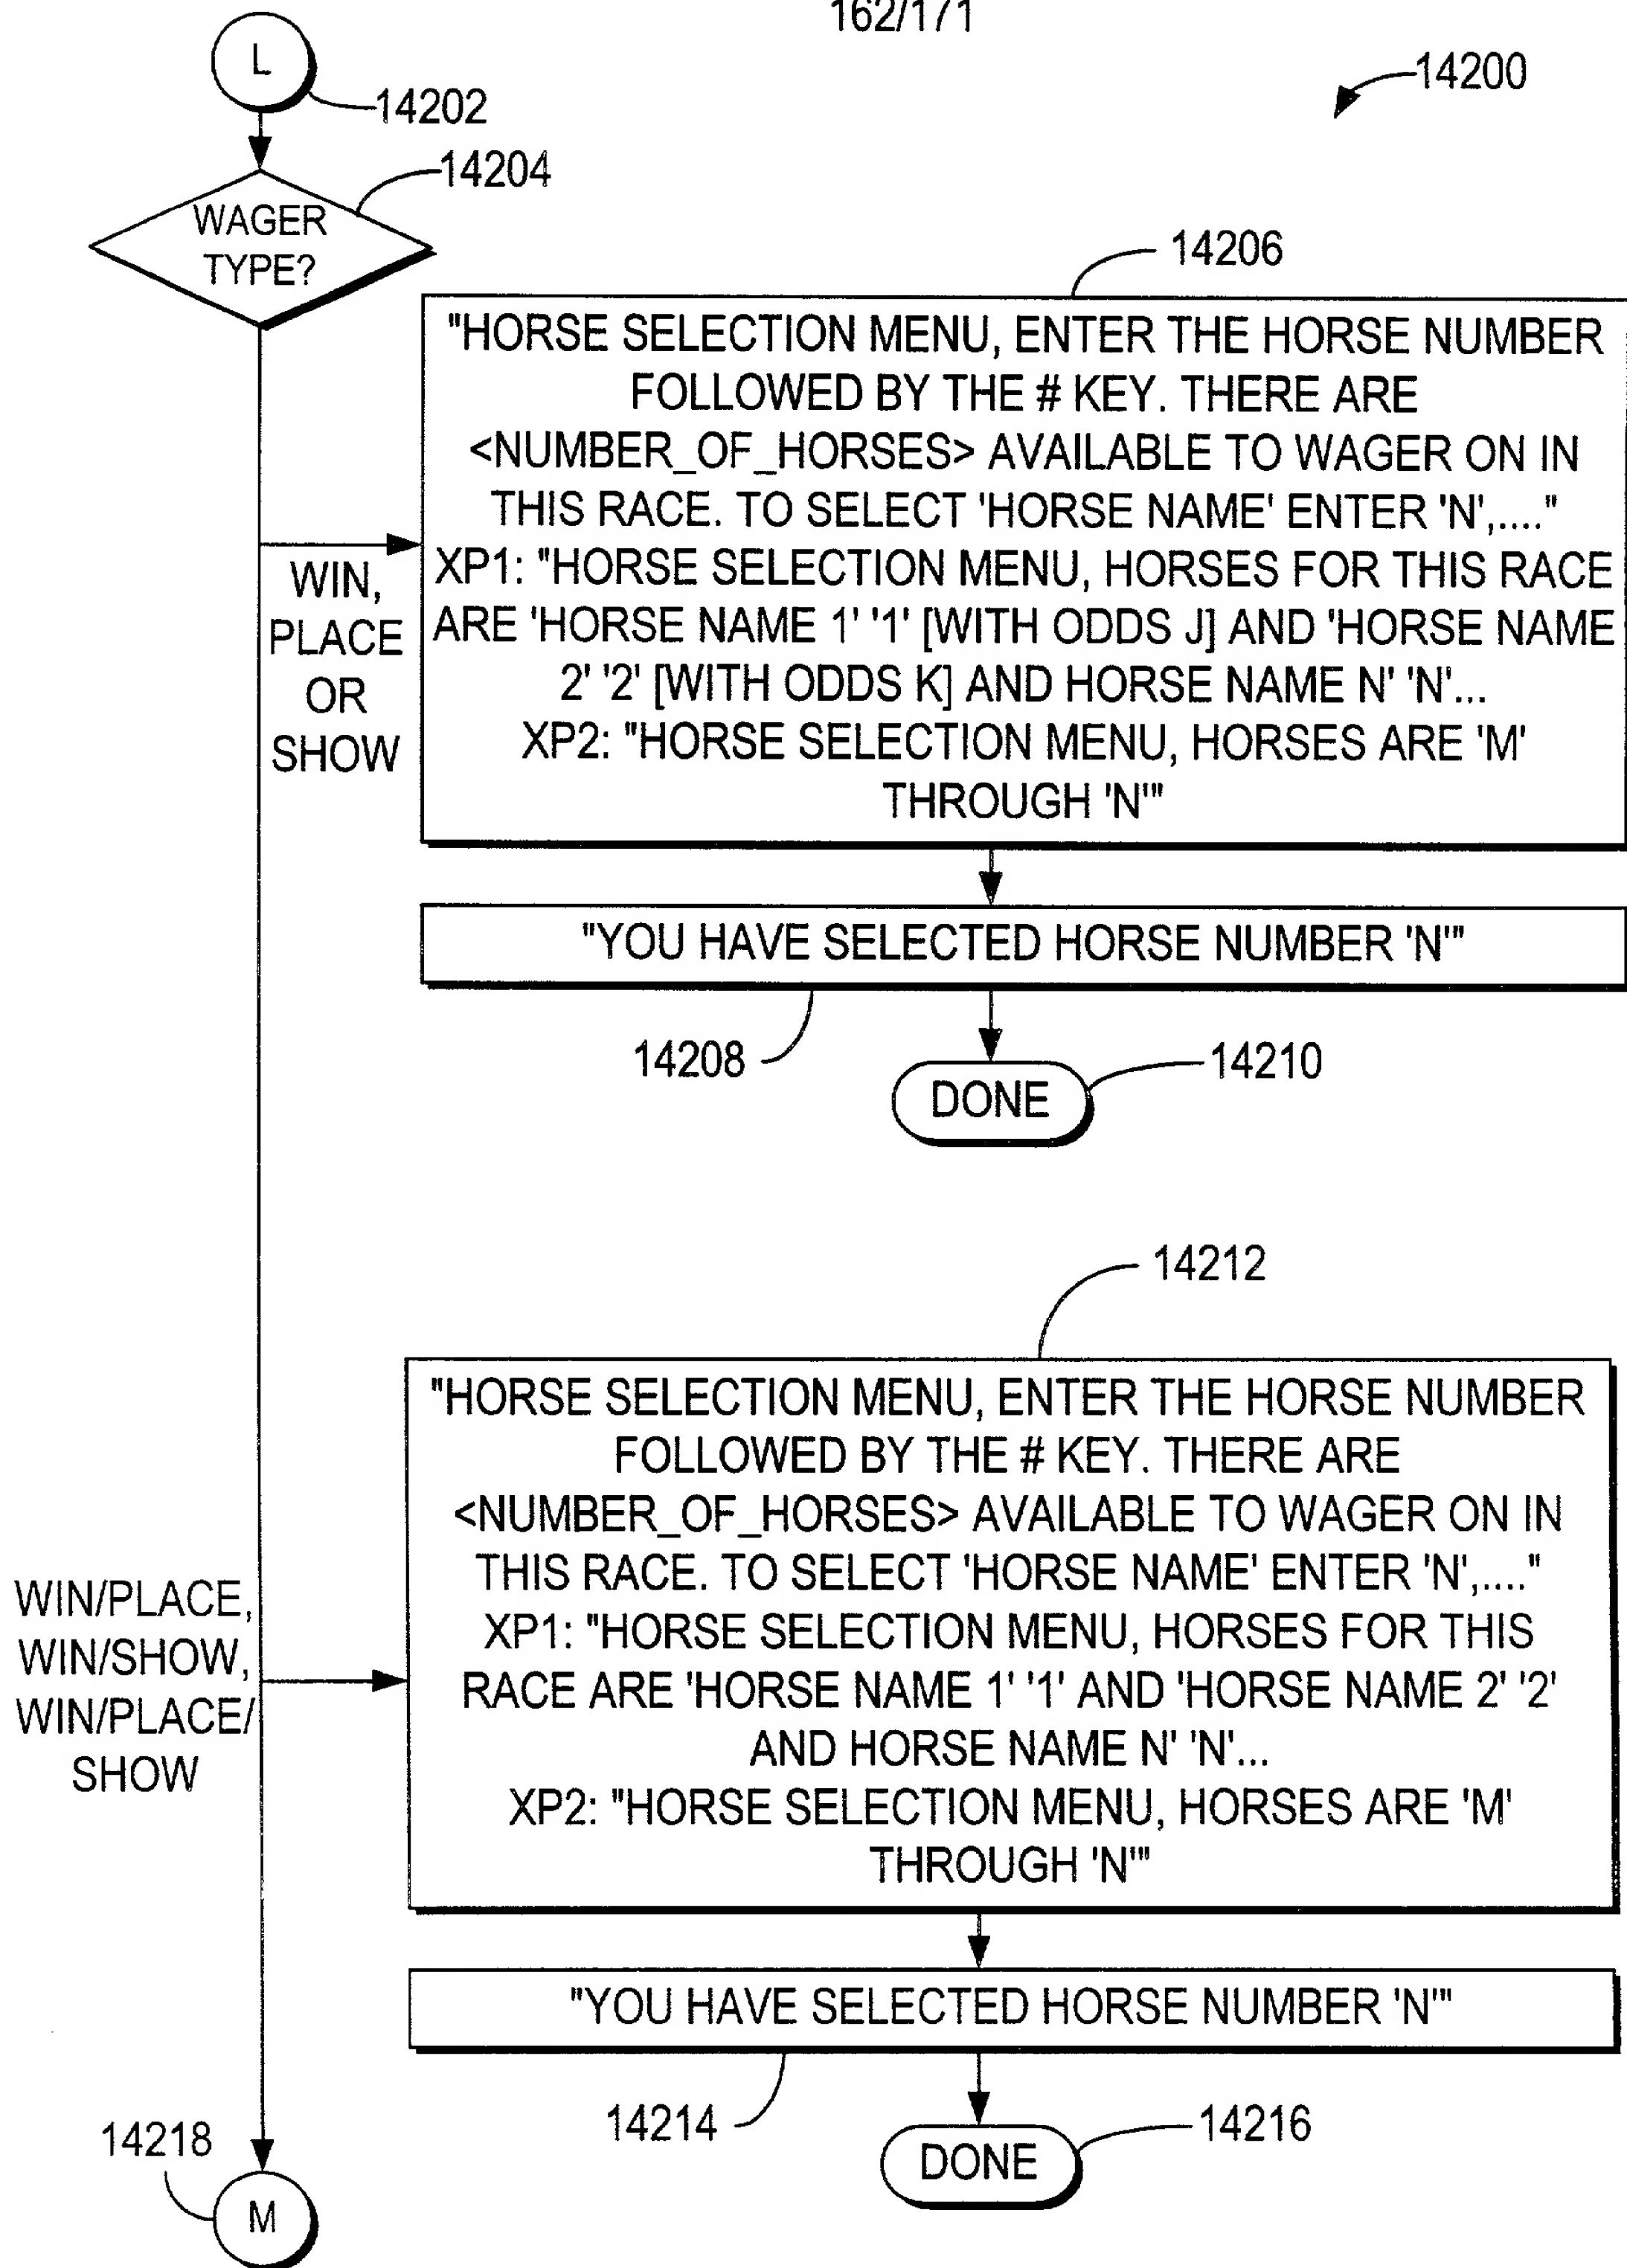 162/171
14200
L
14202
14204
WAGER
TYPE?
14206
"HORSE SELECTION MENU, ENTER THE HORSE NUMBER
FOLLOWED BY THE # KEY. THERE ARE
<NUMBER_OF_HORSES> AVAILABLE TO WAGER ON IN
THIS RACE. TO SELECT 'HORSE NAME' ENTER 'N',...."
XP1: "HORSE SELECTION MENU, HORSES FOR THIS RACE
ARE 'HORSE NAME 1' '1' [WITH ODDS J] AND 'HORSE NAME
2' '2' [WITH ODDS K] AND HORSE NAME N' 'N'...
XP2: "HORSE SELECTION MENU, HORSES ARE 'M'
THROUGH 'N'"
WIN,
PLACE
OR
SHOW
"YOU HAVE SELECTED HORSE NUMBER 'N'"
14208
14210
DONE
14212
"HORSE SELECTION MENU, ENTER THE HORSE NUMBER
FOLLOWED BY THE # KEY. THERE ARE
<NUMBER_OF_HORSES> AVAILABLE TO WAGER ON IN
THIS RACE. TO SELECT 'HORSE NAME' ENTER 'N',...."
XP1: "HORSE SELECTION MENU, HORSES FOR THIS
RACE ARE 'HORSE NAME 1' '1' AND 'HORSE NAME 2' '2'
AND HORSE NAME N' 'N'...
XP2: "HORSE SELECTION MENU, HORSES ARE 'M'
THROUGH 'N'"
WIN/PLACE,
WIN/SHOW,
WIN/PLACE/
SHOW
"YOU HAVE SELECTED HORSE NUMBER 'N'"
14214
14216
DONE
14218
M